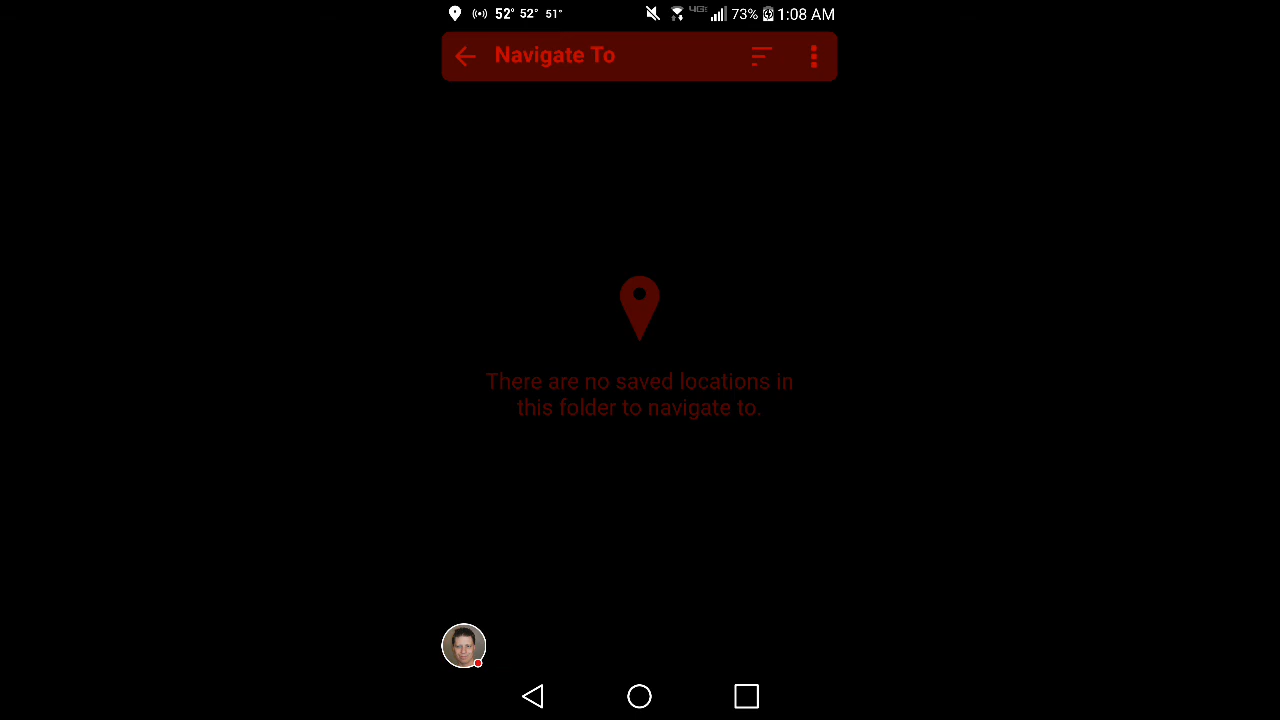 52° 52° 51° 4G 73% 1:08 AM
Navigate To
There are no saved locations in
this folder to navigate to.